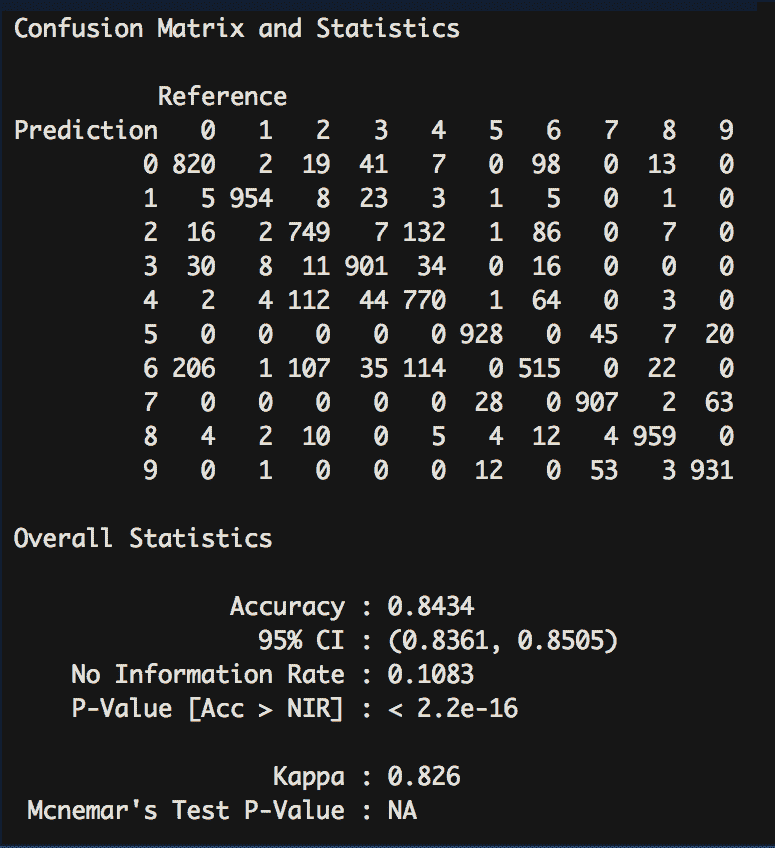 Confusion Matrix and Statistics
Reference
Prediction 0 1 2 3 4 5 6 7 8 9
0 820 2 19 41 7 0 98 0 13 0
1 5 954 8 23 3 1 5 0 1 0
2 16 2 749 7 132 1 86 0 7 0
3 30 8 11 901 34 0 16 0 0 0
4 2 4 112 44 770 1 64 0 3 0
5 0 0 0 0 0 928 0 45 7 20
6 206 1 107 35 114 0 515 0 22 0
7 0 0 0 0 0 28 0 907 2 63
8 4 2 10 0 5 4 12 4 959 0
9 0 1 0 0 0 12 0 53 3 931
Overall Statistics
Accuracy : 0.8434
95% CI : (0.8361, 0.8505)
No Information Rate : 0.1083
P-Value [Acc > NIR] : < 2.2e-16
Kappa : 0.826
Mcnemar's Test P-Value : NA